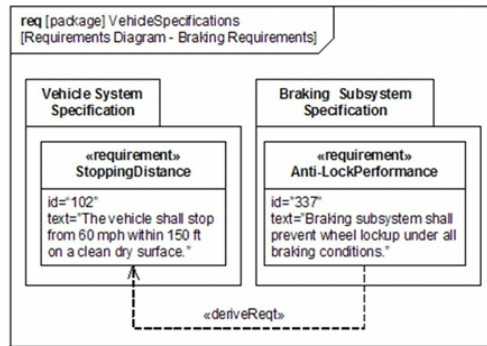 req [package] VehicleSpecifications
[Requirements Diagram - Braking Requirements]
Vehicle System
Specification
Braking Subsystem
Specification
«requirement»
StoppingDistance
id="102"
text="The vehicle shall stop
from 60 mph within 150 ft
on a clean dry surface."
«requirement»
Anti-LockPerformance
id="337"
text="Braking subsystem shall
prevent wheel lockup under all
braking conditions."
«deriveReqt»